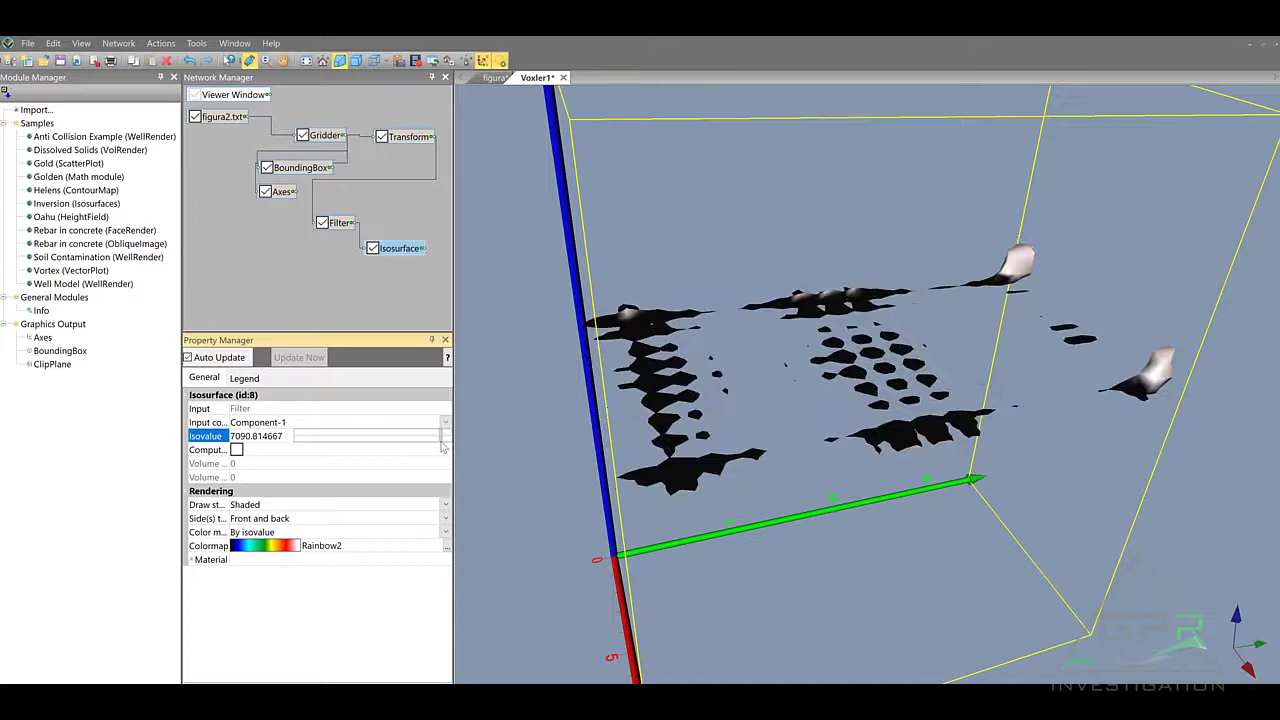 File Edit View Network Actions Tools Window Help
Module Manager
Import...
Samples
Anti Collision Example (WellRender)
Dissolved Solids (VolRender)
Gold (ScatterPlot)
Golden (Math module)
Helens (ContourMap)
Inversion (Isosurfaces)
Oahu (HeightField)
Rebar in concrete (FaceRender)
Rebar in concrete (ObliqueImage)
Soil Contamination (WellRender)
Vortex (VectorPlot)
Well Model (WellRender)
General Modules
Info
Graphics Output
Axes
BoundingBox
ClipPlane
Network Manager
Viewer Window
figura2.txt
Gridder
Transform
BoundingBox
Axes
Filter
Isosurface
Property Manager
Auto Update Update Now ?
General Legend
Isosurface (id:8)
Input Filter
Input co... Component-1
Isovalue 7090.814667
Comput...
Volume ... 0
Volume ... 0
Rendering
Draw st... Shaded
Side(s) t... Front and back
Color m... By isovalue
Colormap Rainbow2 ...
Material
figura Voxler1*
0
5
GPR
INVESTIGATION